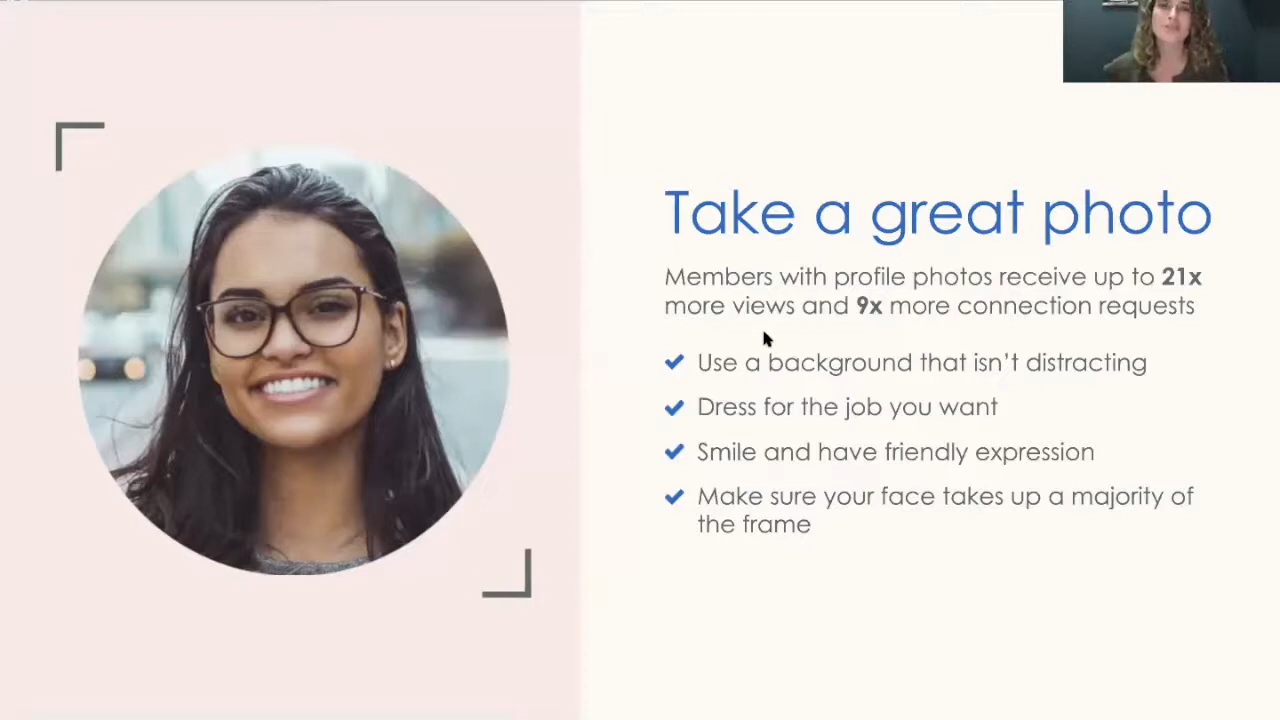 Take a great photo
Members with profile photos receive up to 21x
more views and 9x more connection requests
Use a background that isn't distracting
Dress for the job you want
Smile and have friendly expression
Make sure your face takes up a majority of
the frame